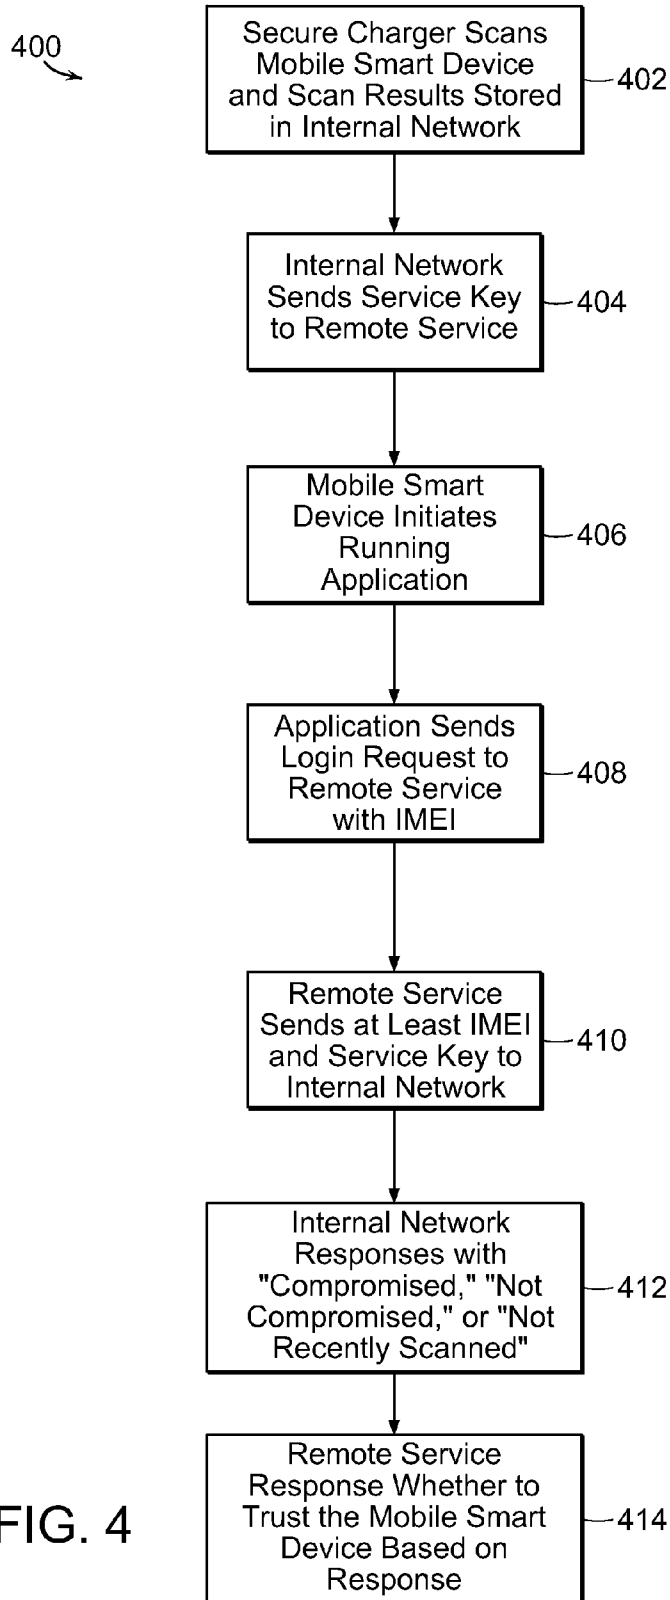 400
Secure Charger Scans
Mobile Smart Device
and Scan Results Stored
in Internal Network
402
Internal Network
Sends Service Key
to Remote Service
404
Mobile Smart
Device Initiates
Running
Application
406
Application Sends
Login Request to
Remote Service
with IMEI
408
Remote Service
Sends at Least IMEI
and Service Key to
Internal Network
410
Internal Network
Responses with
"Compromised," "Not
Compromised," or "Not
Recently Scanned"
412
Remote Service
Response Whether to
Trust the Mobile Smart
Device Based on
Response
414
FIG. 4